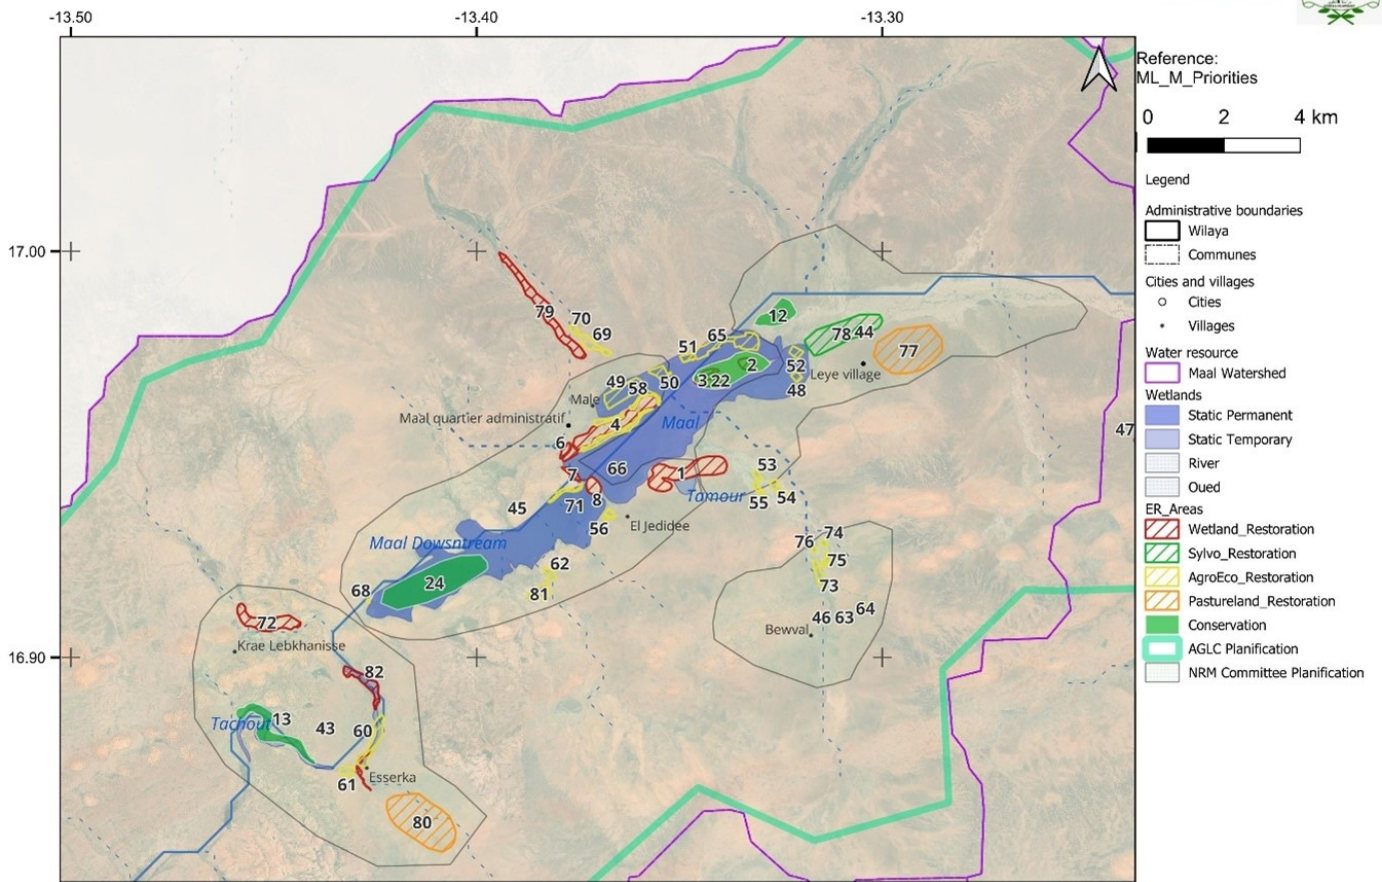 -13.50
-13.40
-13.30
17.00
16.90
79
70
69
12
65
51
78 44
77
2
52
3 22
48
Leye village
50
49
58
Male
Maal quartier administratif
4
Maal
47
6
66
7
1
53
8
Tamour
54
55
45
71
56
El Jedidee
Maal Dowsntream
74
76
75
62
24
73
68
81
64
46 63
Bewval
72
Krae Lebkhanisse
82
Tachout
13
43
60
61
Esserka
80
Reference:
ML_M_Priorities
0 2 4 km
Legend
Administrative boundaries
Wilaya
Communes
Cities and villages
Cities
Villages
Water resource
Maal Watershed
Wetlands
Static Permanent
Static Temporary
River
Oued
ER_Areas
Wetland_Restoration
Sylvo_Restoration
AgroEco_Restoration
Pastureland_Restoration
Conservation
AGLC Planification
NRM Committee Planification